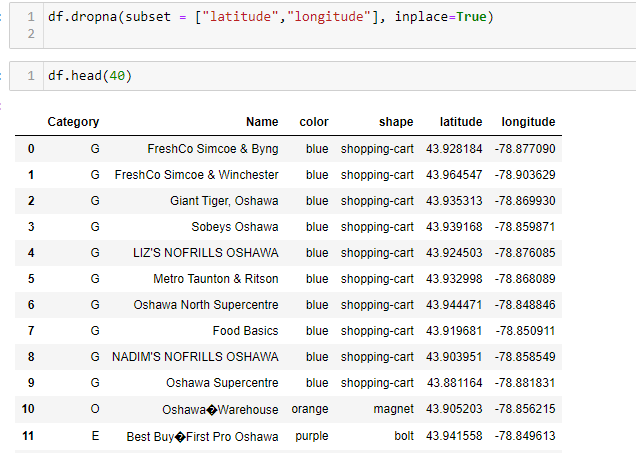 1 df.dropna(subset = ["latitude","longitude"], inplace=True)
2
1 df.head(40)
Category Name color shape latitude longitude
0 G FreshCo Simcoe & Byng blue shopping-cart 43.928184 -78.877090
1 G FreshCo Simcoe & Winchester blue shopping-cart 43.964547 -78.903629
2 G Giant Tiger, Oshawa blue shopping-cart 43.935313 -78.869930
3 G Sobeys Oshawa blue shopping-cart 43.939168 -78.859871
4 G LIZ'S NOFRILLS OSHAWA blue shopping-cart 43.924503 -78.876085
5 G Metro Taunton & Ritson blue shopping-cart 43.932998 -78.868089
6 G Oshawa North Supercentre blue shopping-cart 43.944471 -78.848846
7 G Food Basics blue shopping-cart 43.919681 -78.850911
8 G NADIM'S NOFRILLS OSHAWA blue shopping-cart 43.903951 -78.858549
9 G Oshawa Supercentre blue shopping-cart 43.881164 -78.881831
10 O Oshawa�Warehouse orange magnet 43.905203 -78.856215
11 E Best Buy�First Pro Oshawa purple bolt 43.941558 -78.849613